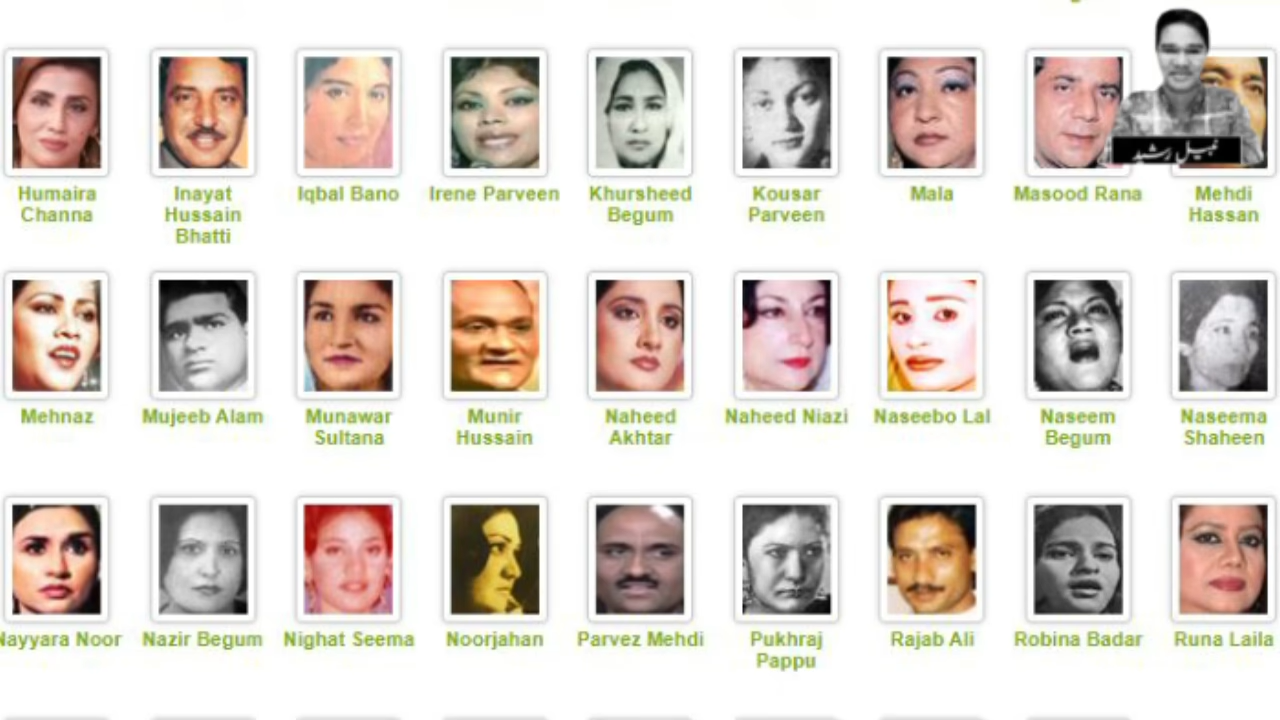 Humaira
Channa
Inayat
Hussain
Bhatti
Iqbal Bano
Irene Parveen
Khursheed
Begum
Kousar
Parveen
Mala
Masood Rana
Mehdi
Hassan
نبیل رشید
Mehnaz
Mujeeb Alam
Munawar
Sultana
Munir
Hussain
Naheed
Akhtar
Naheed Niazi
Naseebo Lal
Naseem
Begum
Naseema
Shaheen
Nayyara Noor
Nazir Begum
Nighat Seema
Noorjahan
Parvez Mehdi
Pukhraj
Pappu
Rajab Ali
Robina Badar
Runa Laila